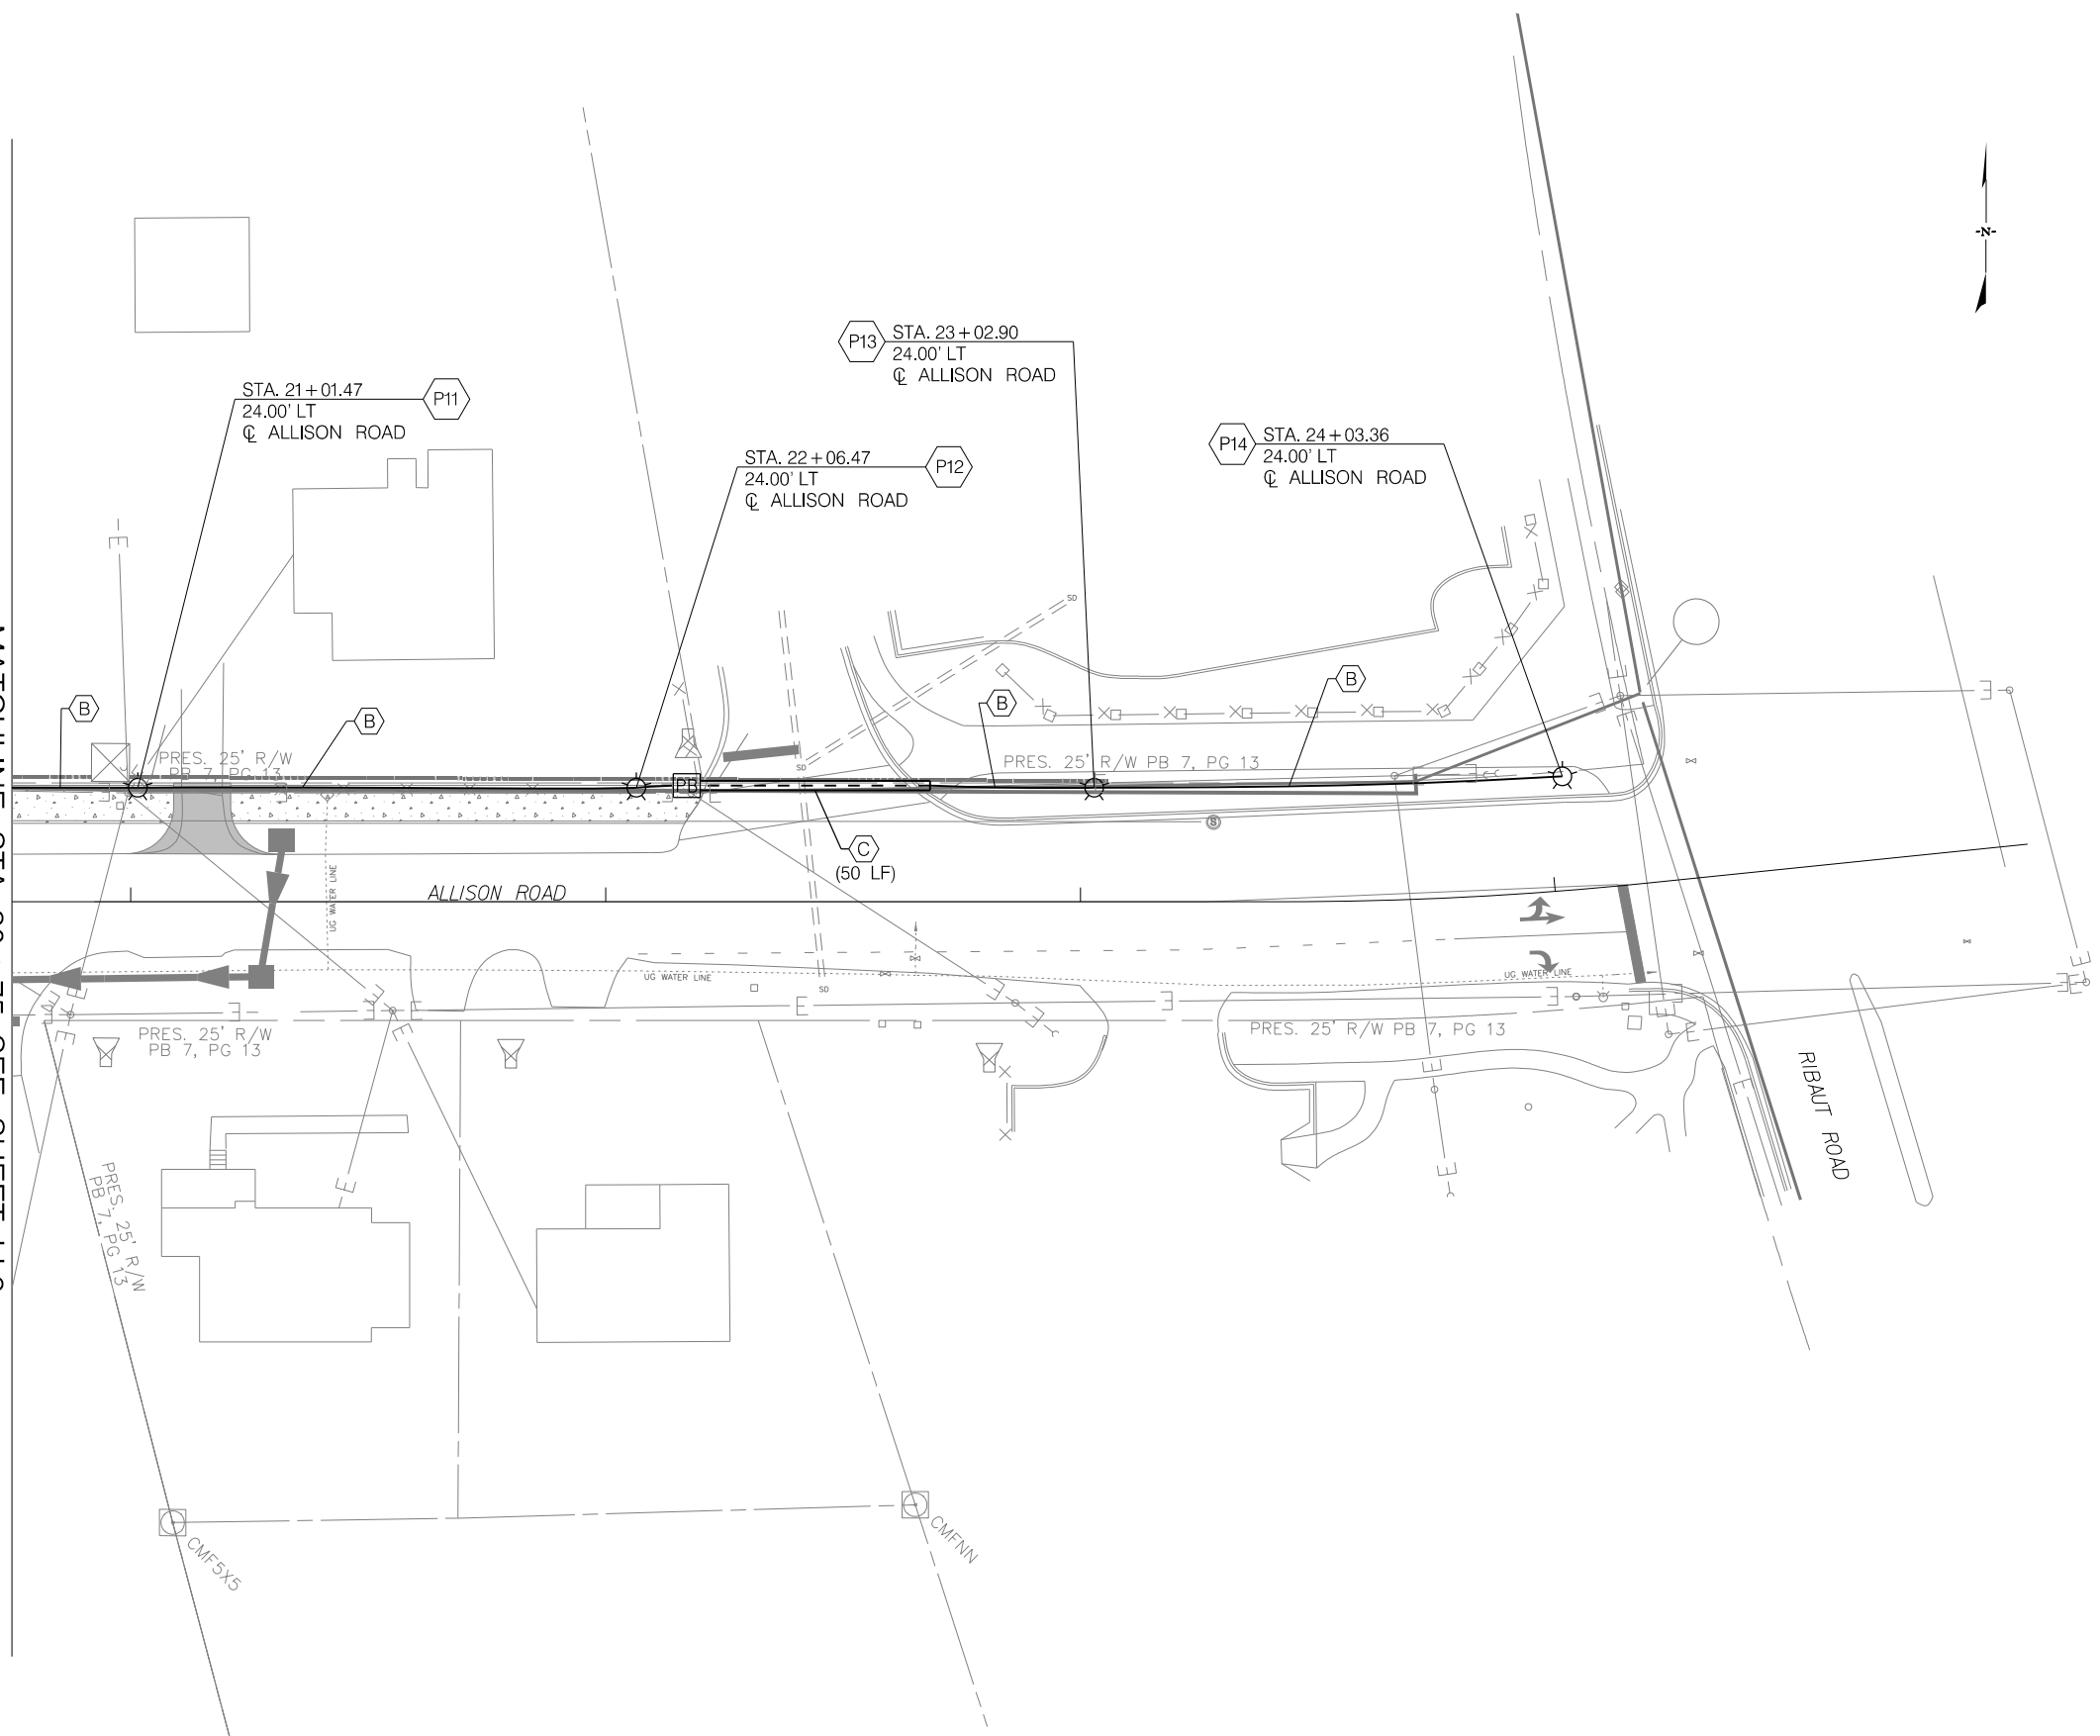 STA. 23+02.90
P13
24.00' LT
℄ ALLISON ROAD
STA. 21+01.47
P11
24.00' LT
℄ ALLISON ROAD
STA. 24+03.36
P14
24.00' LT
℄ ALLISON ROAD
STA. 22+06.47
P12
24.00' LT
℄ ALLISON ROAD
-N-
SD
B
B
B
B
PRES. 25' R/W
PB 7, PG 13
PRES. 25' R/W PB 7, PG 13
SD
PB
C
(50 LF)
S
UG WATER LINE
ALLISON ROAD
UG WATER LINE
UG WATER LINE
SD
PRES. 25' R/W
PB 7, PG 13
PRES. 25' R/W PB 7, PG 13
RIBAUT ROAD
PRES. 25' R/W
PB 7, PG 13
CMF5X5
CMFNN
E
E
E
E
E
E
E
E
E
E
E
E